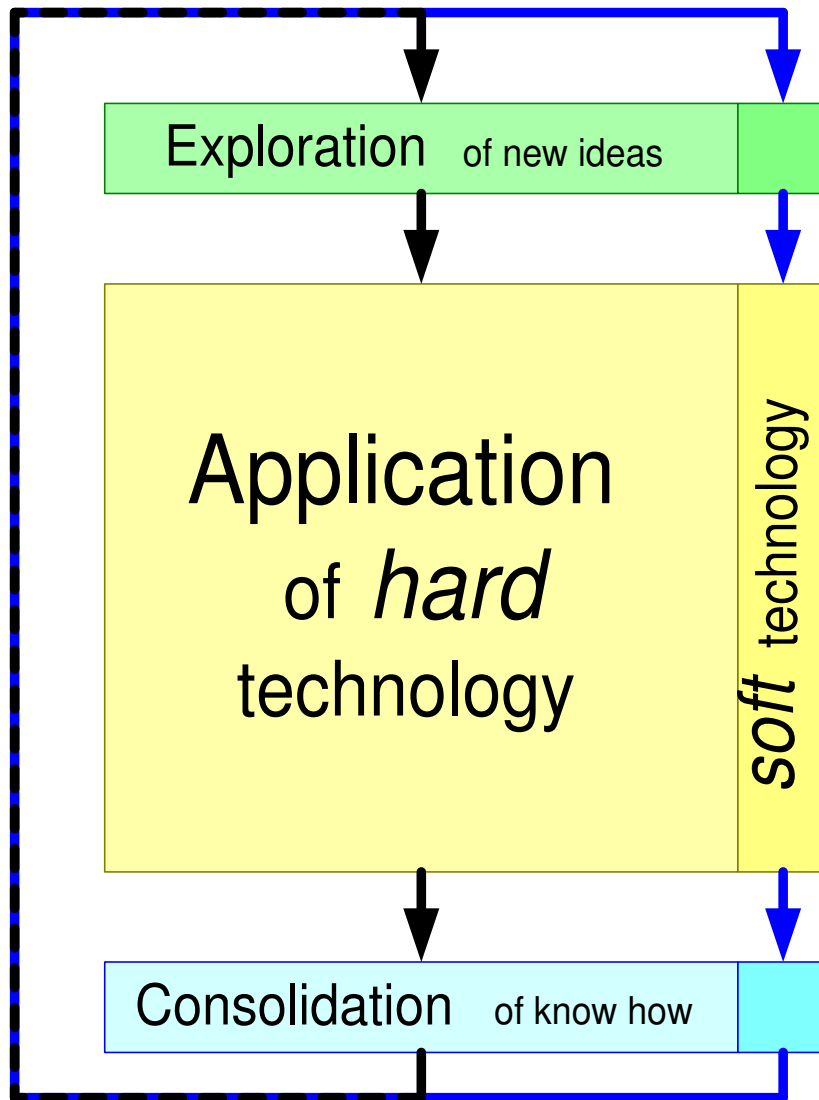 Exploration of new ideas
Application
of hard
technology
soft technology
Consolidation of know how